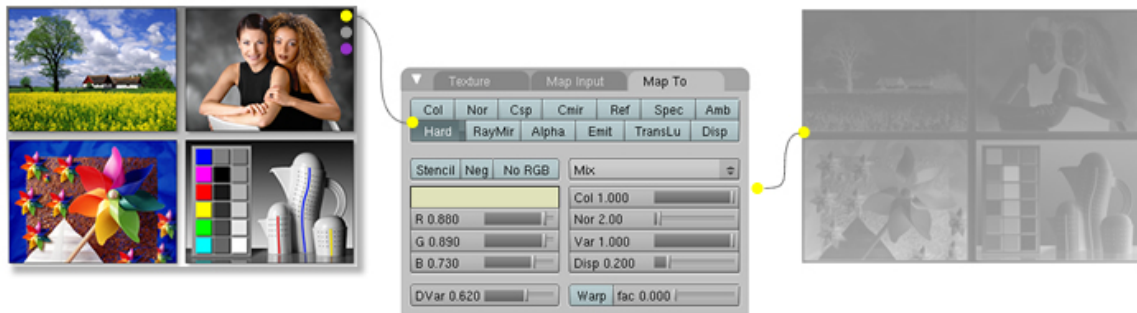 Texture Map Input Map To
Col Nor Csp Cmir Ref Spec Amb
Hard RayMir Alpha Emit TransLu Disp
Stencil Neg No RGB Mix
Col 1.000
R 0.880 Nor 2.00
G 0.890 Var 1.000
B 0.730 Disp 0.200
DVar 0.620 Warp fac 0.000